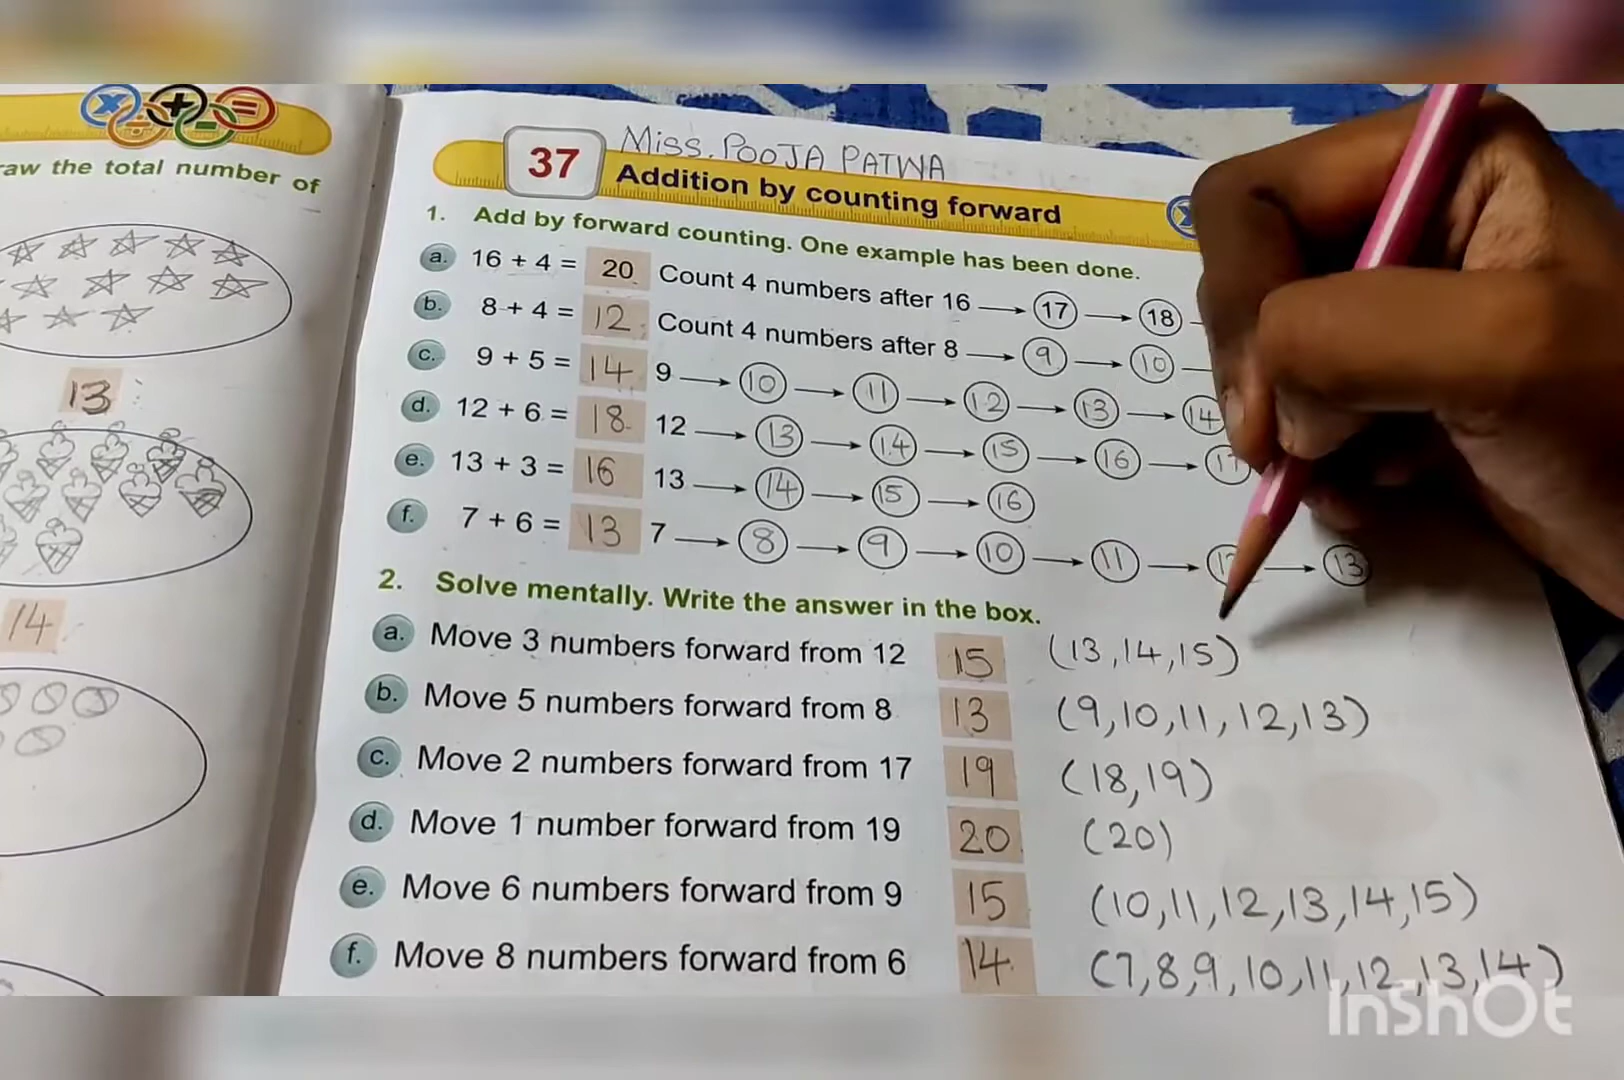 raw the total number of
13
14
Miss. POOJA PATWA
37 Addition by counting forward
1. Add by forward counting. One example has been done.
a. 16 + 4 = 20 Count 4 numbers after 16 17 18
b. 8 + 4 = 12 Count 4 numbers after 8 9 10
c. 9 + 5 = 14 9 10 11 12 13 14
d. 12 + 6 = 18 12 13 14 15 16 17
e. 13 + 3 = 16 13 14 15 16
f. 7 + 6 = 13 7 8 9 10 11 12 13
2. Solve mentally. Write the answer in the box.
a. Move 3 numbers forward from 12 15 (13,14,15)
b. Move 5 numbers forward from 8 13 (9,10,11,12,13)
c. Move 2 numbers forward from 17 19 (18,19)
d. Move 1 number forward from 19 20 (20)
e. Move 6 numbers forward from 9 15 (10,11,12,13,14,15)
f. Move 8 numbers forward from 6 14 (7,8,9,10,11,12,13,14)
InShOt